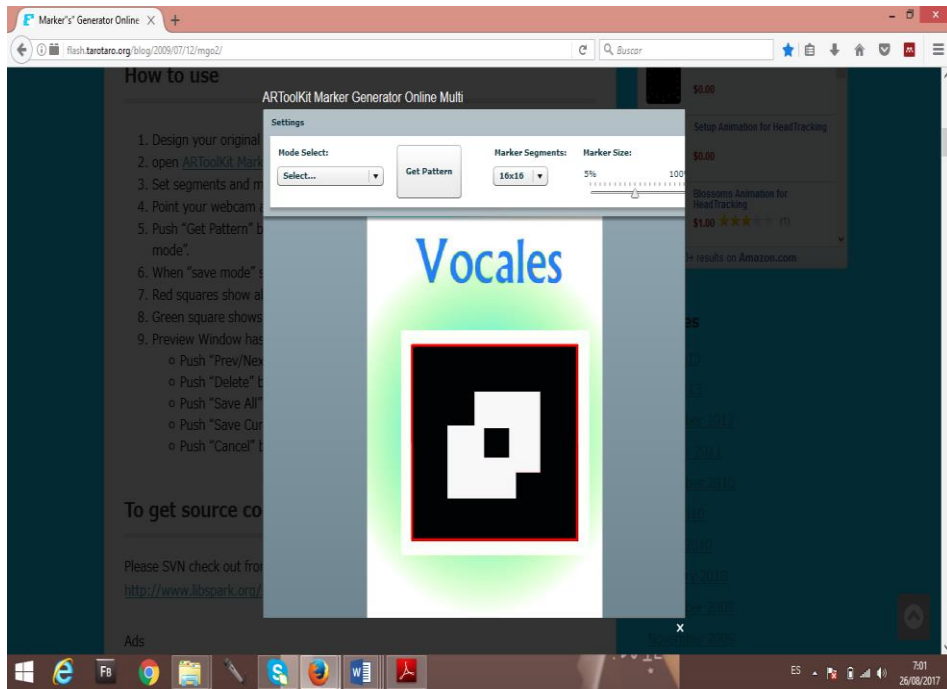 Marker"s" Generator Online
flash.tarotaro.org/blog/2009/07/12/mgo2/
Buscar
How to use
1. Design your original
2. open ARToolKit Mark
3. Set segments and m
4. Point your webcam a
5. Push "Get Pattern" b
mode".
6. When "save mode" s
7. Red squares show al
8. Green square shows
9. Preview Window has
Push "Prev/Nex
Push "Delete" b
Push "Save All"
Push "Save Cur
Push "Cancel" b
To get source co
Please SVN check out fro
http://www.libspark.org/
Ads
ARToolKit Marker Generator Online Multi
Settings
Mode Select:
Select...
Get Pattern
Marker Segments:
16x16
Marker Size:
5%
100%
Vocales
X
$0.00
Setup Animation for HeadTracking
$0.00
Blossoms Animation for
HeadTracking
$1.00 (1)
results on Amazon.com
FB
ES
7:01
26/08/2017